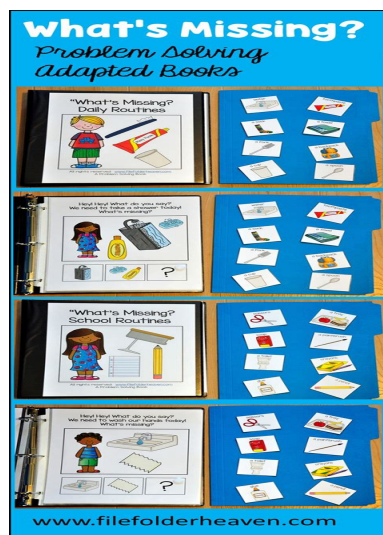 What's Missing?
Problem Solving
Adapted Books
"What's Missing?
Daily Routines
Hey! Hey! What do you say?
We need to take a shower today!
What's missing?
?
"What's Missing?
School Routines
Hey! Hey! What do you say?
We need to wash our hands today!
What's missing?
?
www.filefolderheaven.com